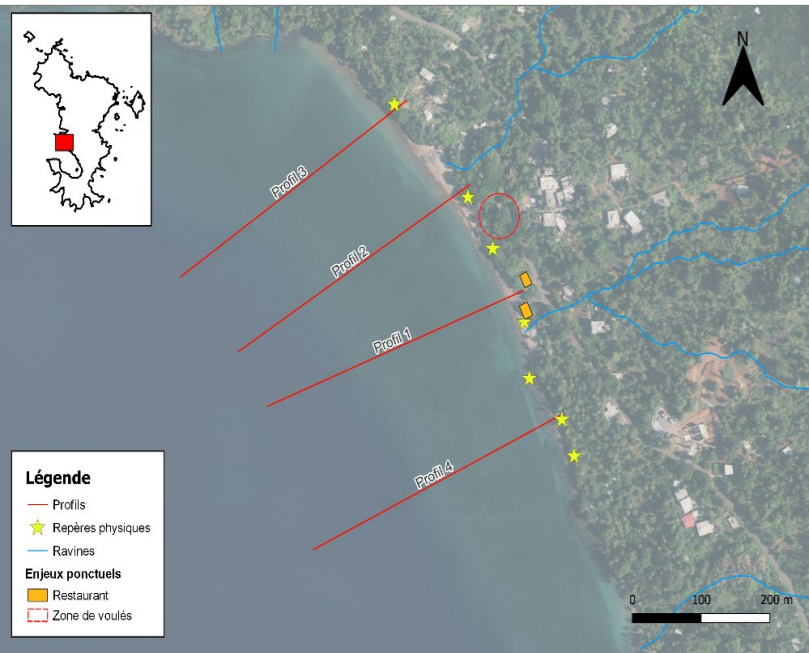 N
Profil 3
Profil 2
Profil 1
Profil 4
Légende
Profils
Repères physiques
Ravines
Enjeux ponctuels
Restaurant
Zone de voulés
0 100 200 m